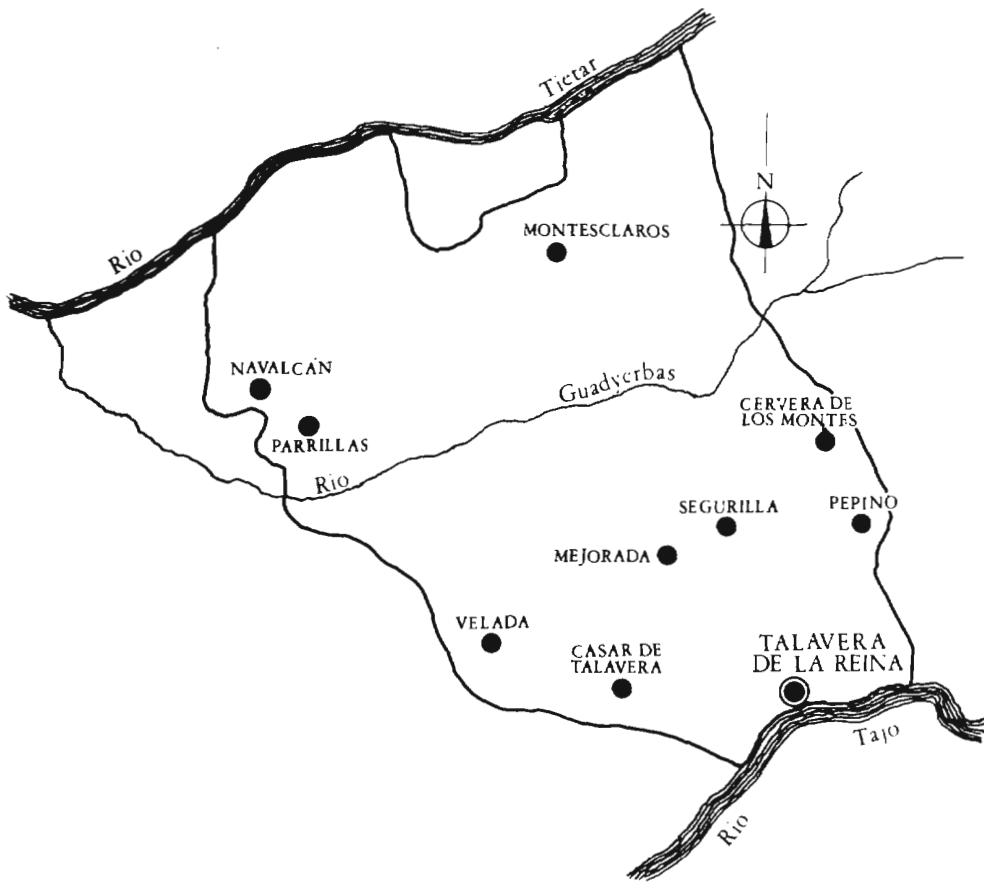 Rio Tietar
N
MONTESCLAROS
NAVALCÁN
PARRILLAS
Rio Guadyerbas
CERVERA DE
LOS MONTES
SEGURILLA
PEPINO
MEJORADA
VELADA
CASAR DE
TALAVERA
TALAVERA
DE LA REINA
Rio Tajo